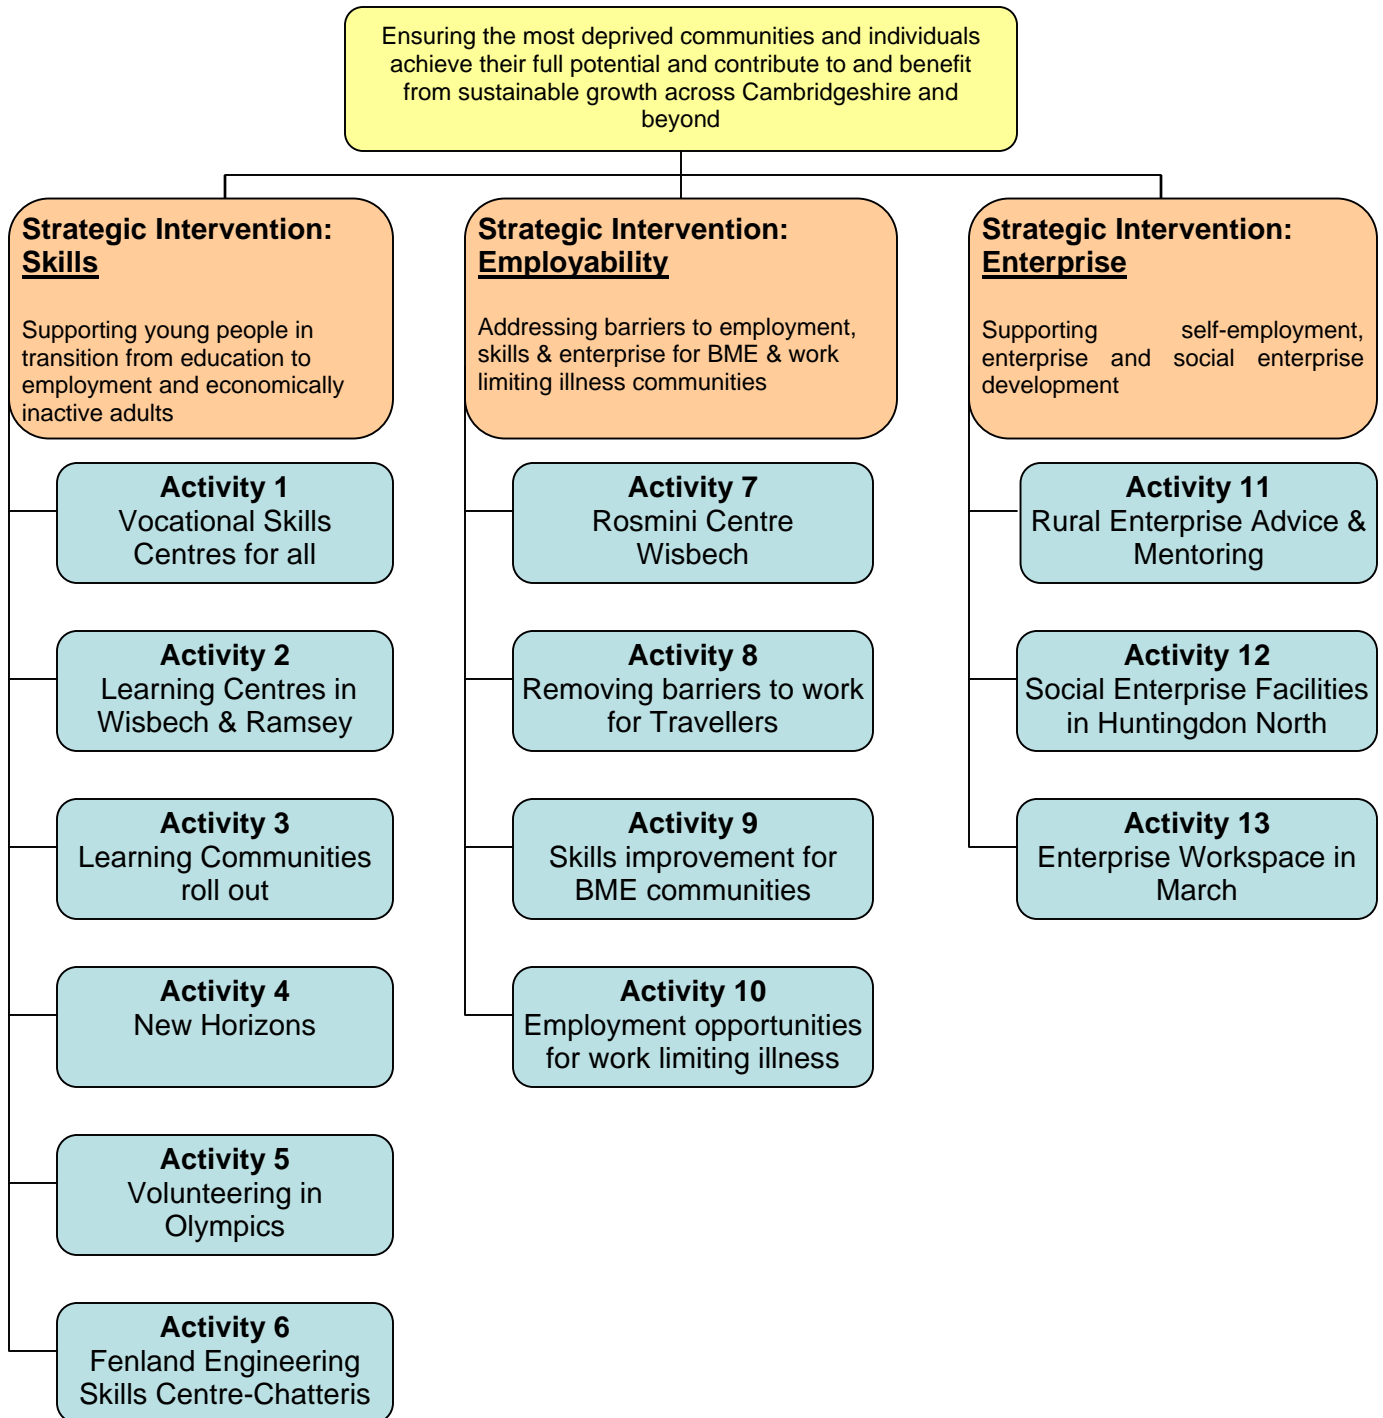 Ensuring the most deprived communities and individuals
achieve their full potential and contribute to and benefit
from sustainable growth across Cambridgeshire and
beyond
Strategic Intervention:
Skills
Supporting young people in
transition from education to
employment and economically
inactive adults
Activity 1
Vocational Skills
Centres for all
Activity 2
Learning Centres in
Wisbech & Ramsey
Activity 3
Learning Communities
roll out
Activity 4
New Horizons
Activity 5
Volunteering in
Olympics
Activity 6
Fenland Engineering
Skills Centre-Chatteris
Strategic Intervention:
Employability
Addressing barriers to employment,
skills & enterprise for BME & work
limiting illness communities
Activity 7
Rosmini Centre
Wisbech
Activity 8
Removing barriers to work
for Travellers
Activity 9
Skills improvement for
BME communities
Activity 10
Employment opportunities
for work limiting illness
Strategic Intervention:
Enterprise
Supporting self-employment,
enterprise and social enterprise
development
Activity 11
Rural Enterprise Advice &
Mentoring
Activity 12
Social Enterprise Facilities
in Huntingdon North
Activity 13
Enterprise Workspace in
March